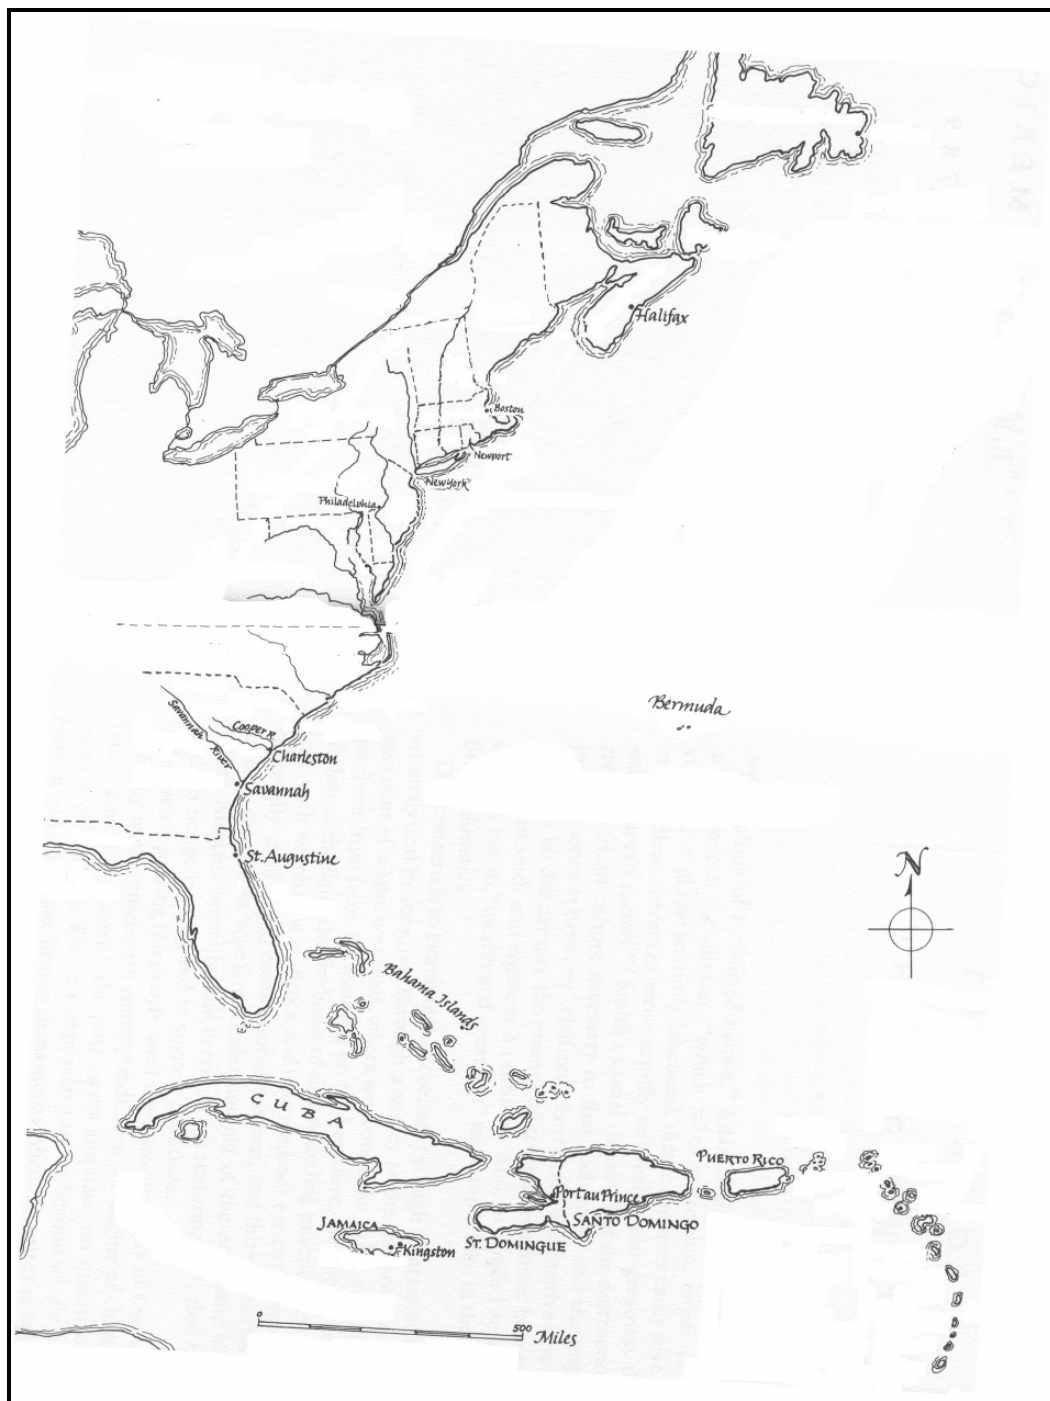 Halifax
Boston
Newport
New York
Philadelphia
Bermuda
Savannah River
Cooper R.
Charleston
Savannah
St. Augustine
N
Bahama Islands
CUBA
PUERTO RICO
Port au Prince
SANTO DOMINGO
JAMAICA
ST. DOMINGUE
Kingston
0
500
Miles